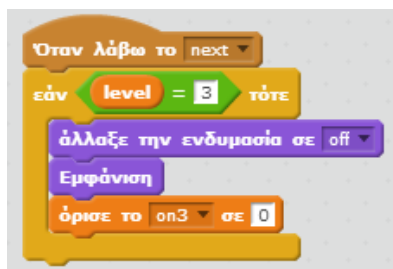 Όταν λάβω το next
εάν level = 3 τότε
άλλαξε την ενδυμασία σε off
Εμφάνιση
όρισε το on3 σε 0